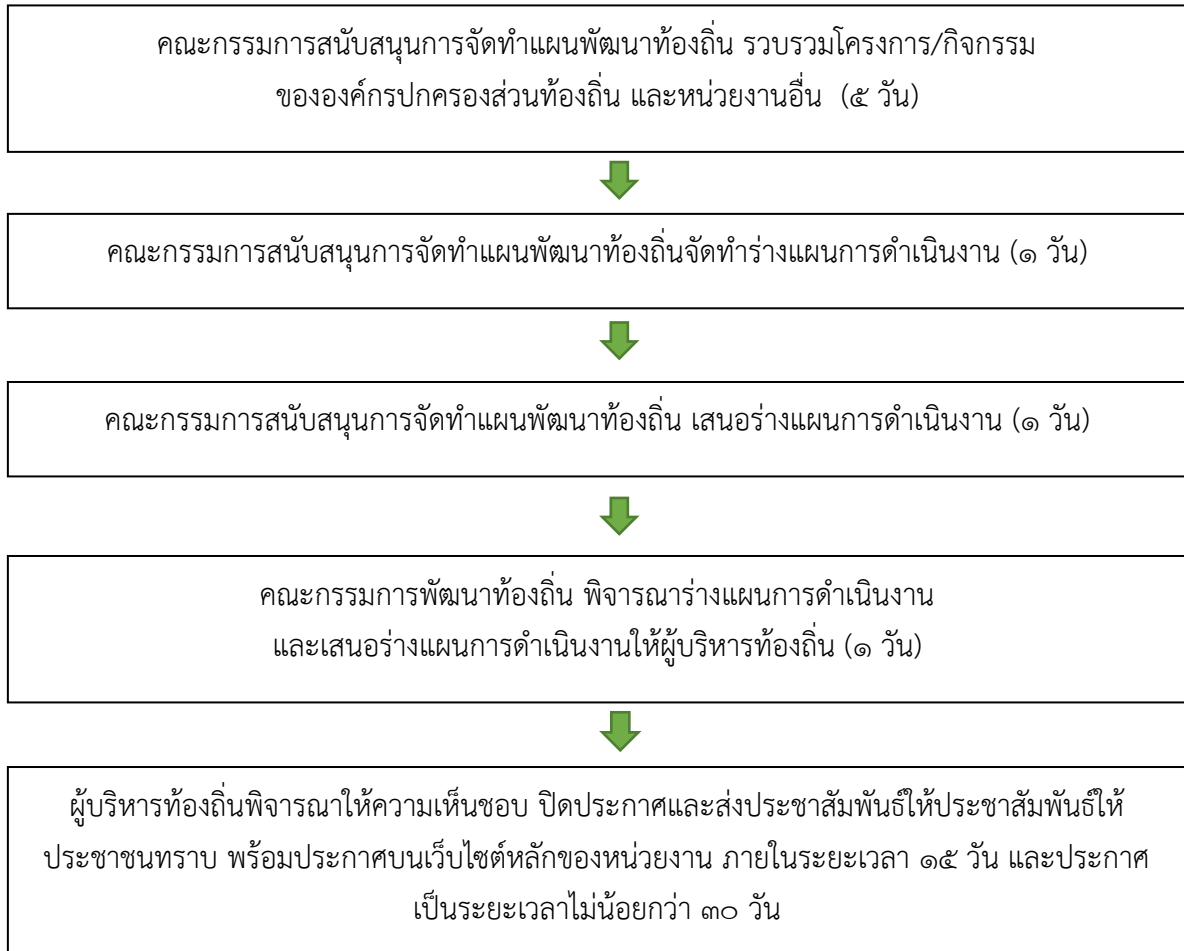 คณะกรรมการสนับสนุนการจัดทำแผนพัฒนาท้องถิ่น รวบรวมโครงการ/กิจกรรม
ขององค์กรปกครองส่วนท้องถิ่น และหน่วยงานอื่น (๕ วัน)
คณะกรรมการสนับสนุนการจัดทำแผนพัฒนาท้องถิ่นจัดทำร่างแผนการดำเนินงาน (๑ วัน)
คณะกรรมการสนับสนุนการจัดทำแผนพัฒนาท้องถิ่น เสนอร่างแผนการดำเนินงาน (๑ วัน)
คณะกรรมการพัฒนาท้องถิ่น พิจารณาร่างแผนการดำเนินงาน
และเสนอร่างแผนการดำเนินงานให้ผู้บริหารท้องถิ่น (๑ วัน)
ผู้บริหารท้องถิ่นพิจารณาให้ความเห็นชอบ ปิดประกาศและส่งประชาสัมพันธ์ให้ประชาสัมพันธ์ให้
ประชาชนทราบ พร้อมประกาศบนเว็บไซต์หลักของหน่วยงาน ภายในระยะเวลา ๑๕ วัน และประกาศ
เป็นระยะเวลาไม่น้อยกว่า ๓๐ วัน